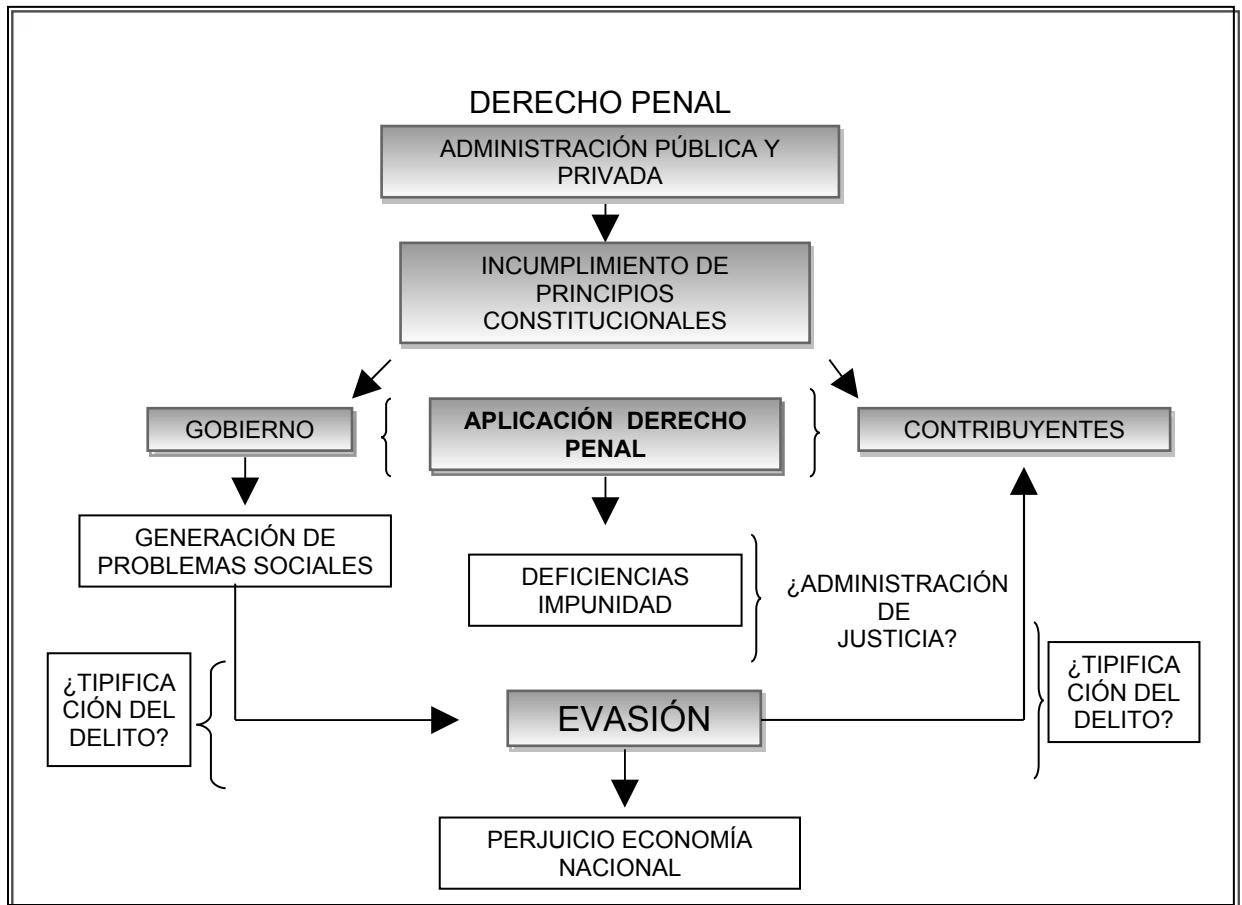 DERECHO PENAL
ADMINISTRACIÓN PÚBLICA Y
PRIVADA
INCUMPLIMIENTO DE
PRINCIPIOS
CONSTITUCIONALES
GOBIERNO
APLICACIÓN DERECHO
PENAL
CONTRIBUYENTES
GENERACIÓN DE
PROBLEMAS SOCIALES
DEFICIENCIAS
IMPUNIDAD
¿ADMINISTRACIÓN
DE
JUSTICIA?
¿TIPIFICA
CIÓN DEL
DELITO?
EVASIÓN
¿TIPIFICA
CIÓN DEL
DELITO?
PERJUICIO ECONOMÍA
NACIONAL